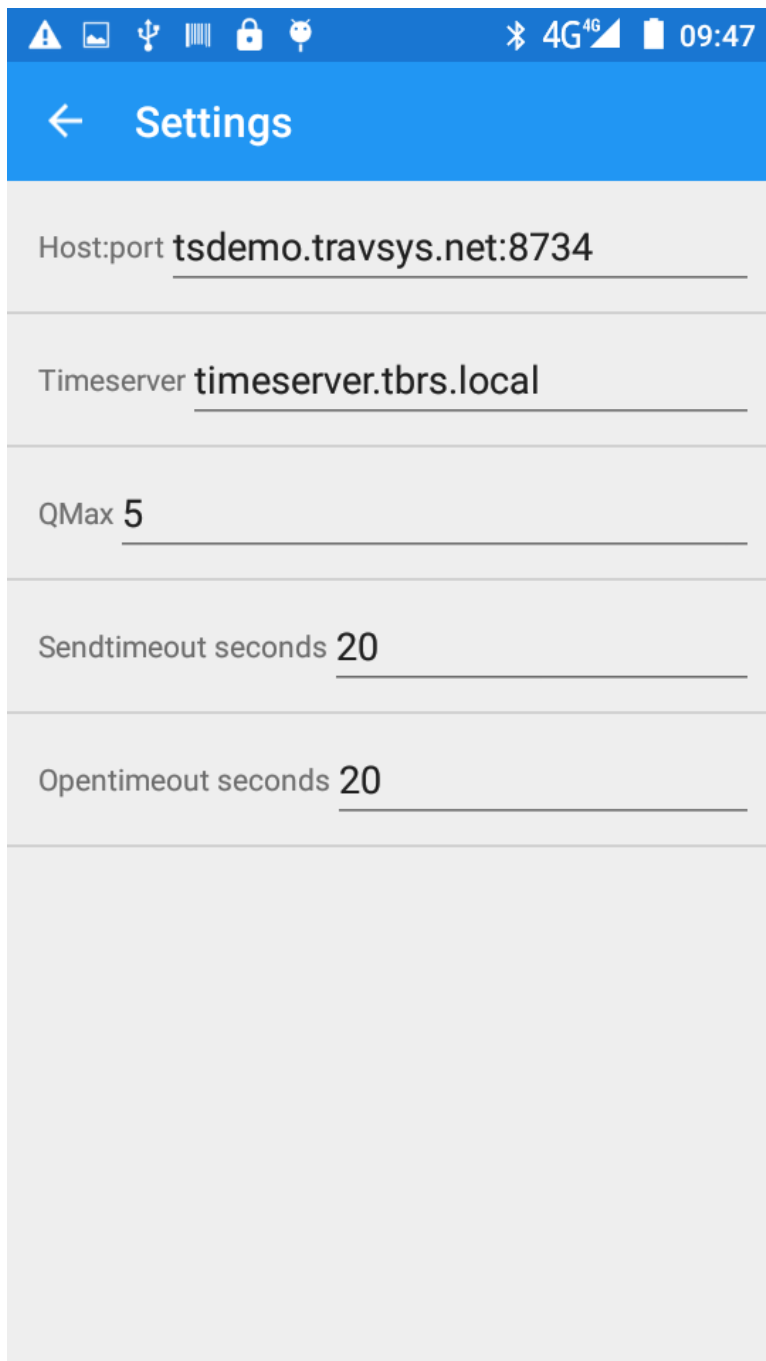 4G 4G 09:47
Settings
Host:port tsdemo.travsys.net:8734
Timeserver timeserver.tbrs.local
QMax 5
Sendtimeout seconds 20
Opentimeout seconds 20